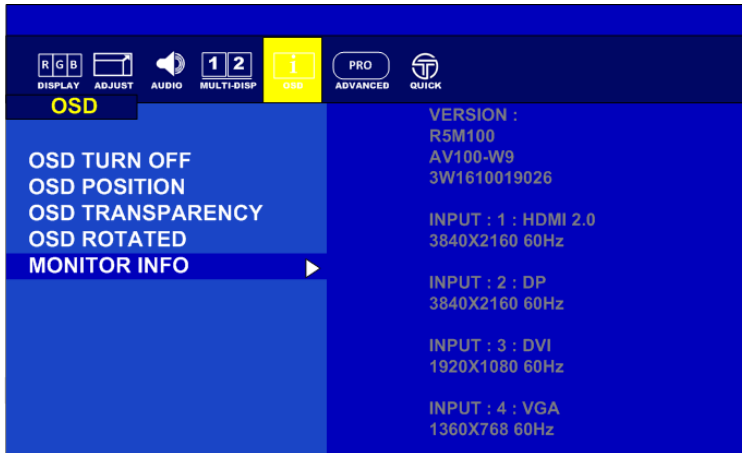 RGB
DISPLAY
ADJUST
AUDIO
1 2
MULTI-DISP
i
OSD
PRO
ADVANCED
QUICK
OSD
OSD TURN OFF
OSD POSITION
OSD TRANSPARENCY
OSD ROTATED
MONITOR INFO
VERSION :
R5M100
AV100-W9
3W1610019026
INPUT : 1 : HDMI 2.0
3840X2160 60Hz
INPUT : 2 : DP
3840X2160 60Hz
INPUT : 3 : DVI
1920X1080 60Hz
INPUT : 4 : VGA
1360X768 60Hz